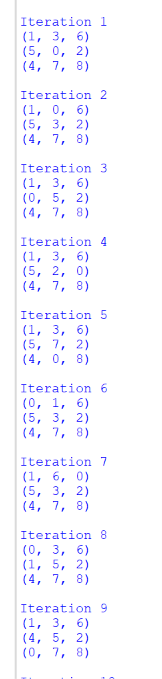 Iteration 1
(1, 3, 6)
(5, 0, 2)
(4, 7, 8)
Iteration 2
(1, 0, 6)
(5, 3, 2)
(4, 7, 8)
Iteration 3
(1, 3, 6)
(0, 5, 2)
(4, 7, 8)
Iteration 4
(1, 3, 6)
(5, 2, 0)
(4, 7, 8)
Iteration 5
(1, 3, 6)
(5, 7, 2)
(4, 0, 8)
Iteration 6
(0, 1, 6)
(5, 3, 2)
(4, 7, 8)
Iteration 7
(1, 6, 0)
(5, 3, 2)
(4, 7, 8)
Iteration 8
(0, 3, 6)
(1, 5, 2)
(4, 7, 8)
Iteration 9
(1, 3, 6)
(4, 5, 2)
(0, 7, 8)